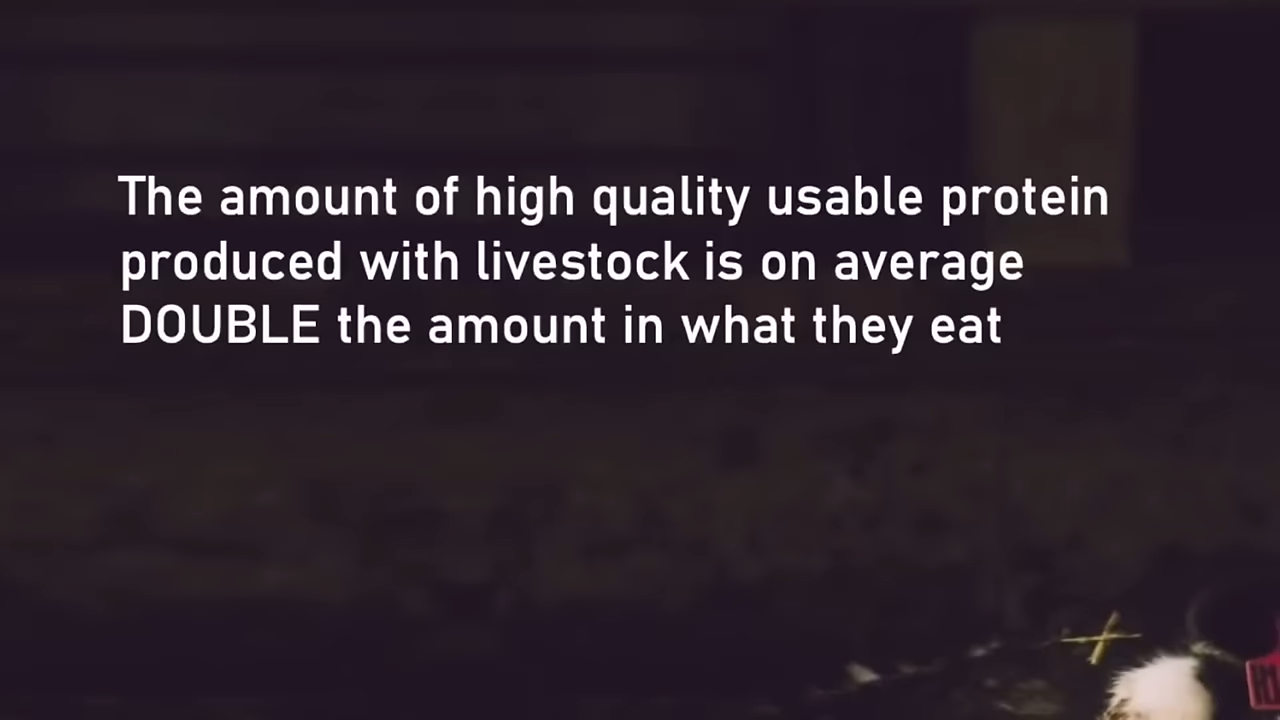 The amount of high quality usable protein
produced with livestock is on average
DOUBLE the amount in what they eat